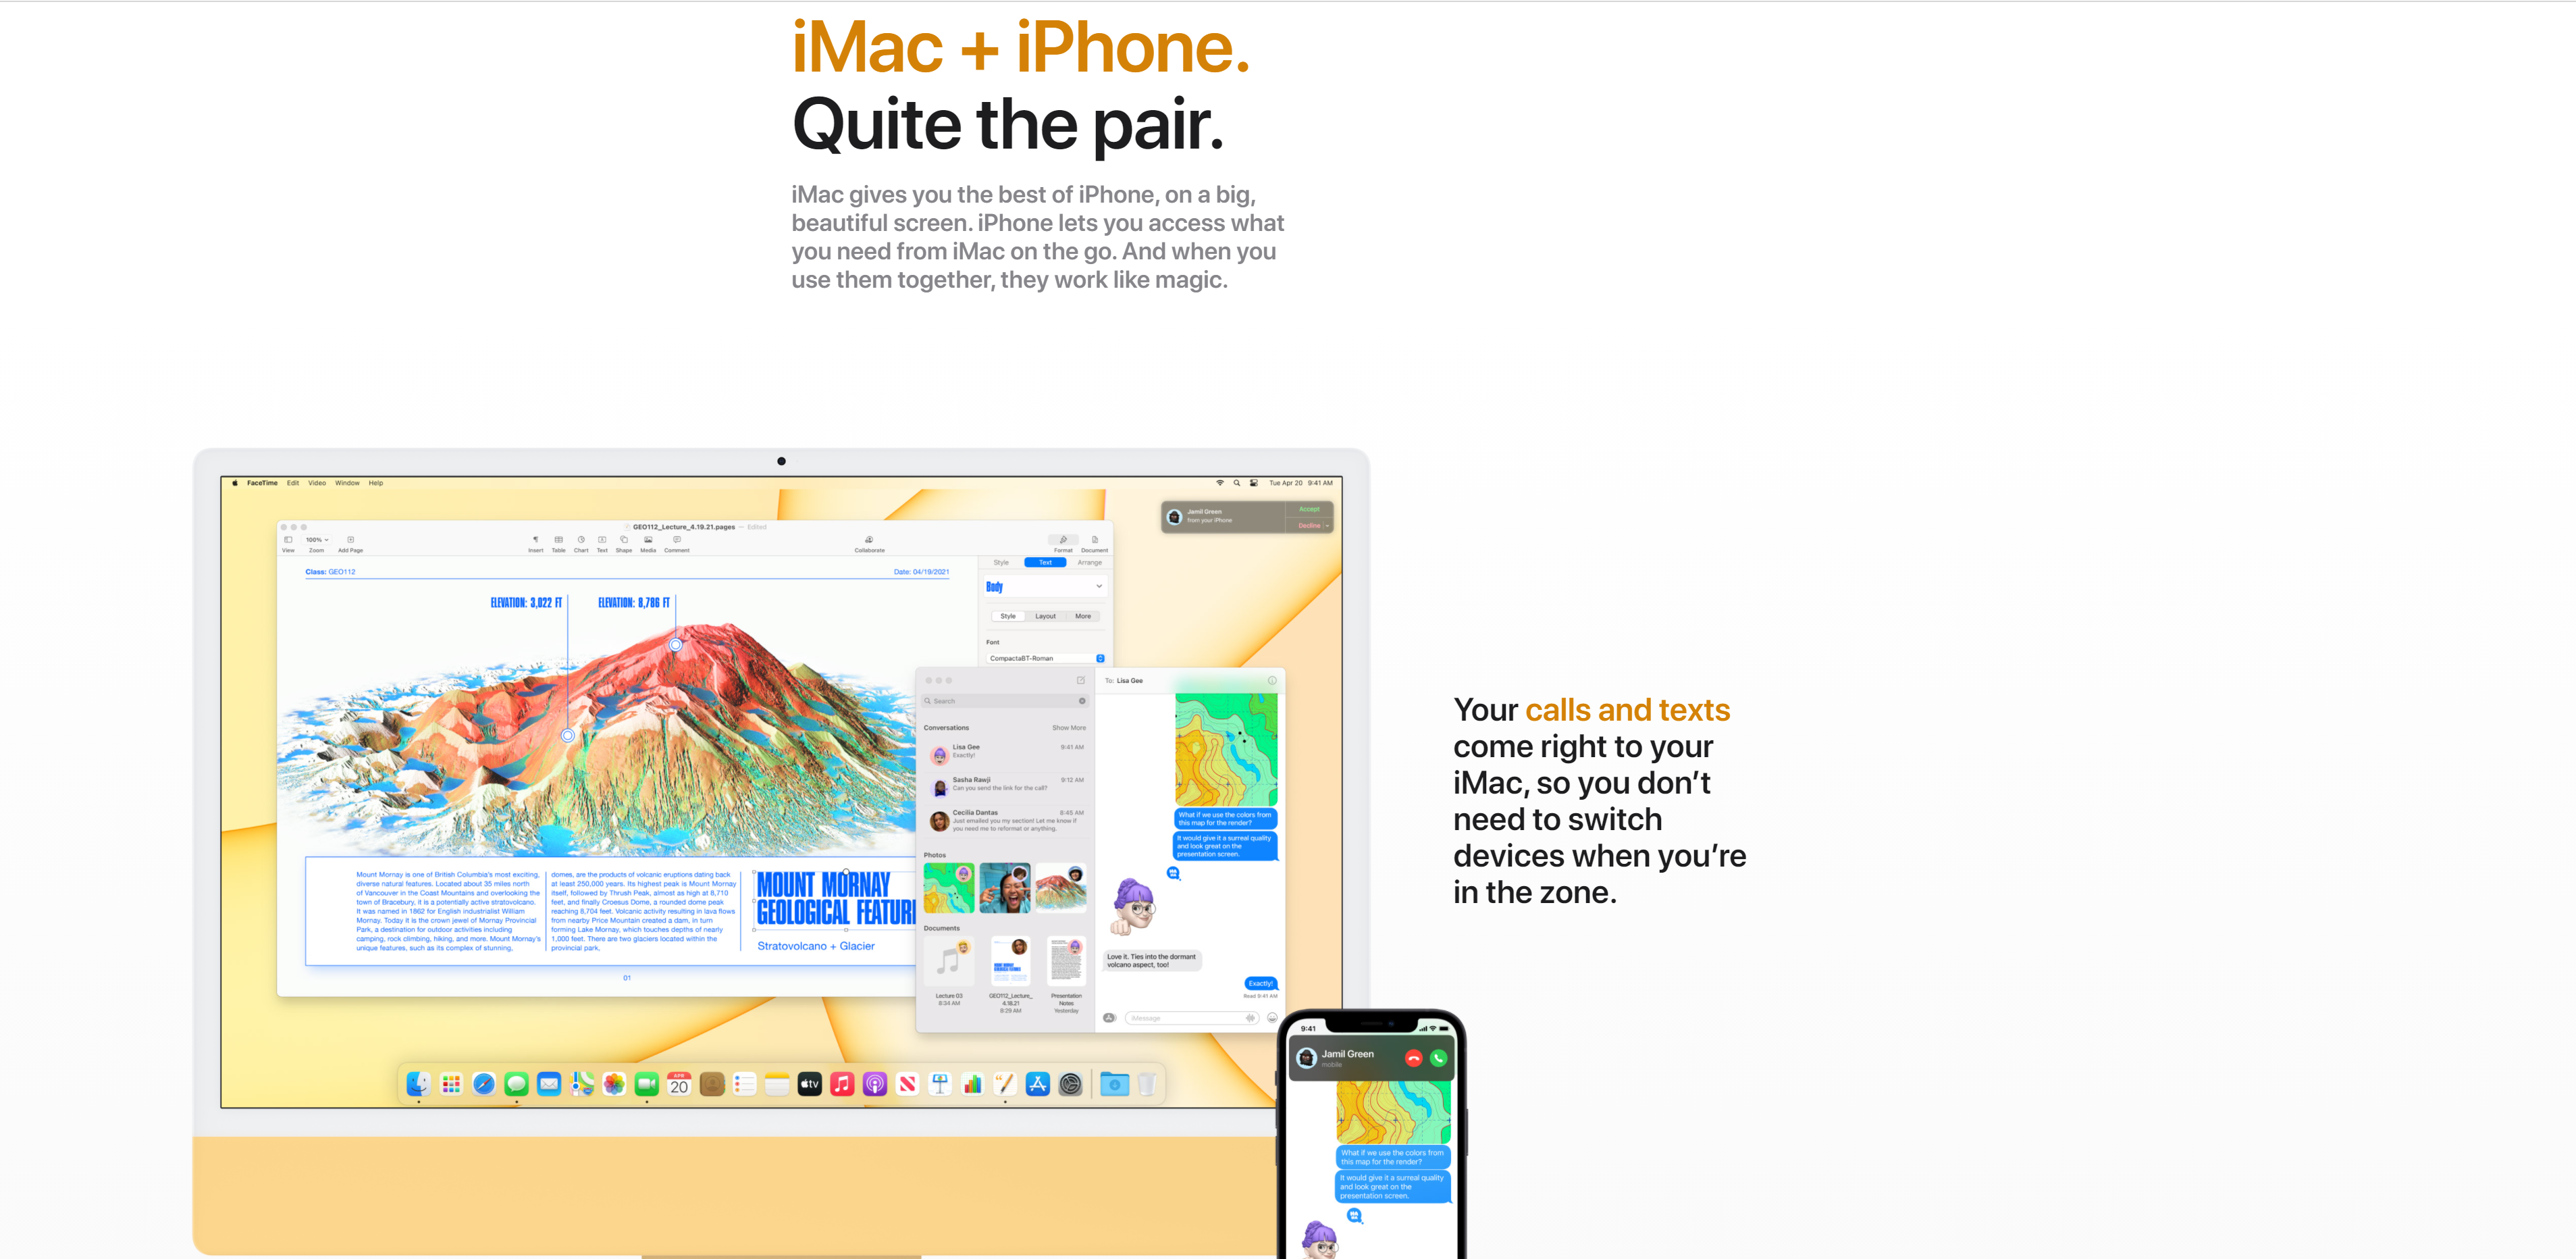 iMac + iPhone.
Quite the pair.
iMac gives you the best of iPhone, on a big,
beautiful screen. iPhone lets you access what
you need from iMac on the go. And when you
use them together, they work like magic.
FaceTime Edit Video Window Help
Tue Apr 20 9:41 AM
Jamil Green
from your iPhone
Accept
Decline
GEO112_Lecture_4.19.21.pages — Edited
100%
View Zoom Add Page
Insert Table Chart Text Shape Media Comment
Collaborate
Format Document
Class: GEO112
Date: 04/19/2021
ELEVATION: 3,022 FT
ELEVATION: 8,786 FT
Style Text Arrange
Body
Style Layout More
Font
CompactaBT-Roman
Mount Mornay is one of British Columbia's most exciting,
diverse natural features. Located about 35 miles north
of Vancouver in the Coast Mountains and overlooking the
town of Bracebury, it is a potentially active stratovolcano.
It was named in 1862 for English industrialist William
Mornay. Today it is the crown jewel of Mornay Provincial
Park, a destination for outdoor activities including
camping, rock climbing, hiking, and more. Mount Mornay's
unique features, such as its complex of stunning,
domes, are the products of volcanic eruptions dating back
at least 250,000 years. Its highest peak is Mount Mornay
itself, followed by Thrush Peak, almost as high at 8,710
feet, and finally Croesus Dome, a rounded dome peak
reaching 8,704 feet. Volcanic activity resulting in lava flows
from nearby Price Mountain created a dam, in turn
forming Lake Mornay, which touches depths of nearly
1,000 feet. There are two glaciers located within the
provincial park,
MOUNT MORNAY
GEOLOGICAL FEATUR
Stratovolcano + Glacier
01
Search
Conversations Show More
Lisa Gee 9:41 AM
Exactly!
Sasha Rawji 9:12 AM
Can you send the link for the call?
Cecilia Dantas 8:45 AM
Just emailed you my section! Let me know if
you need me to reformat or anything.
Photos
Documents
Lecture 03
8:34 AM
GEO112_Lecture_
4.18.21
8:29 AM
Presentation
Notes
Yesterday
To: Lisa Gee
What if we use the colors from
this map for the render?
It would give it a surreal quality
and look great on the
presentation screen.
Love it. Ties into the dormant
volcano aspect, too!
Exactly!
Read 9:41 AM
iMessage
APR
20
tv
Your calls and texts
come right to your
iMac, so you don't
need to switch
devices when you're
in the zone.
9:41
Jamil Green
mobile
What if we use the colors from
this map for the render?
It would give it a surreal quality
and look great on the
presentation screen.